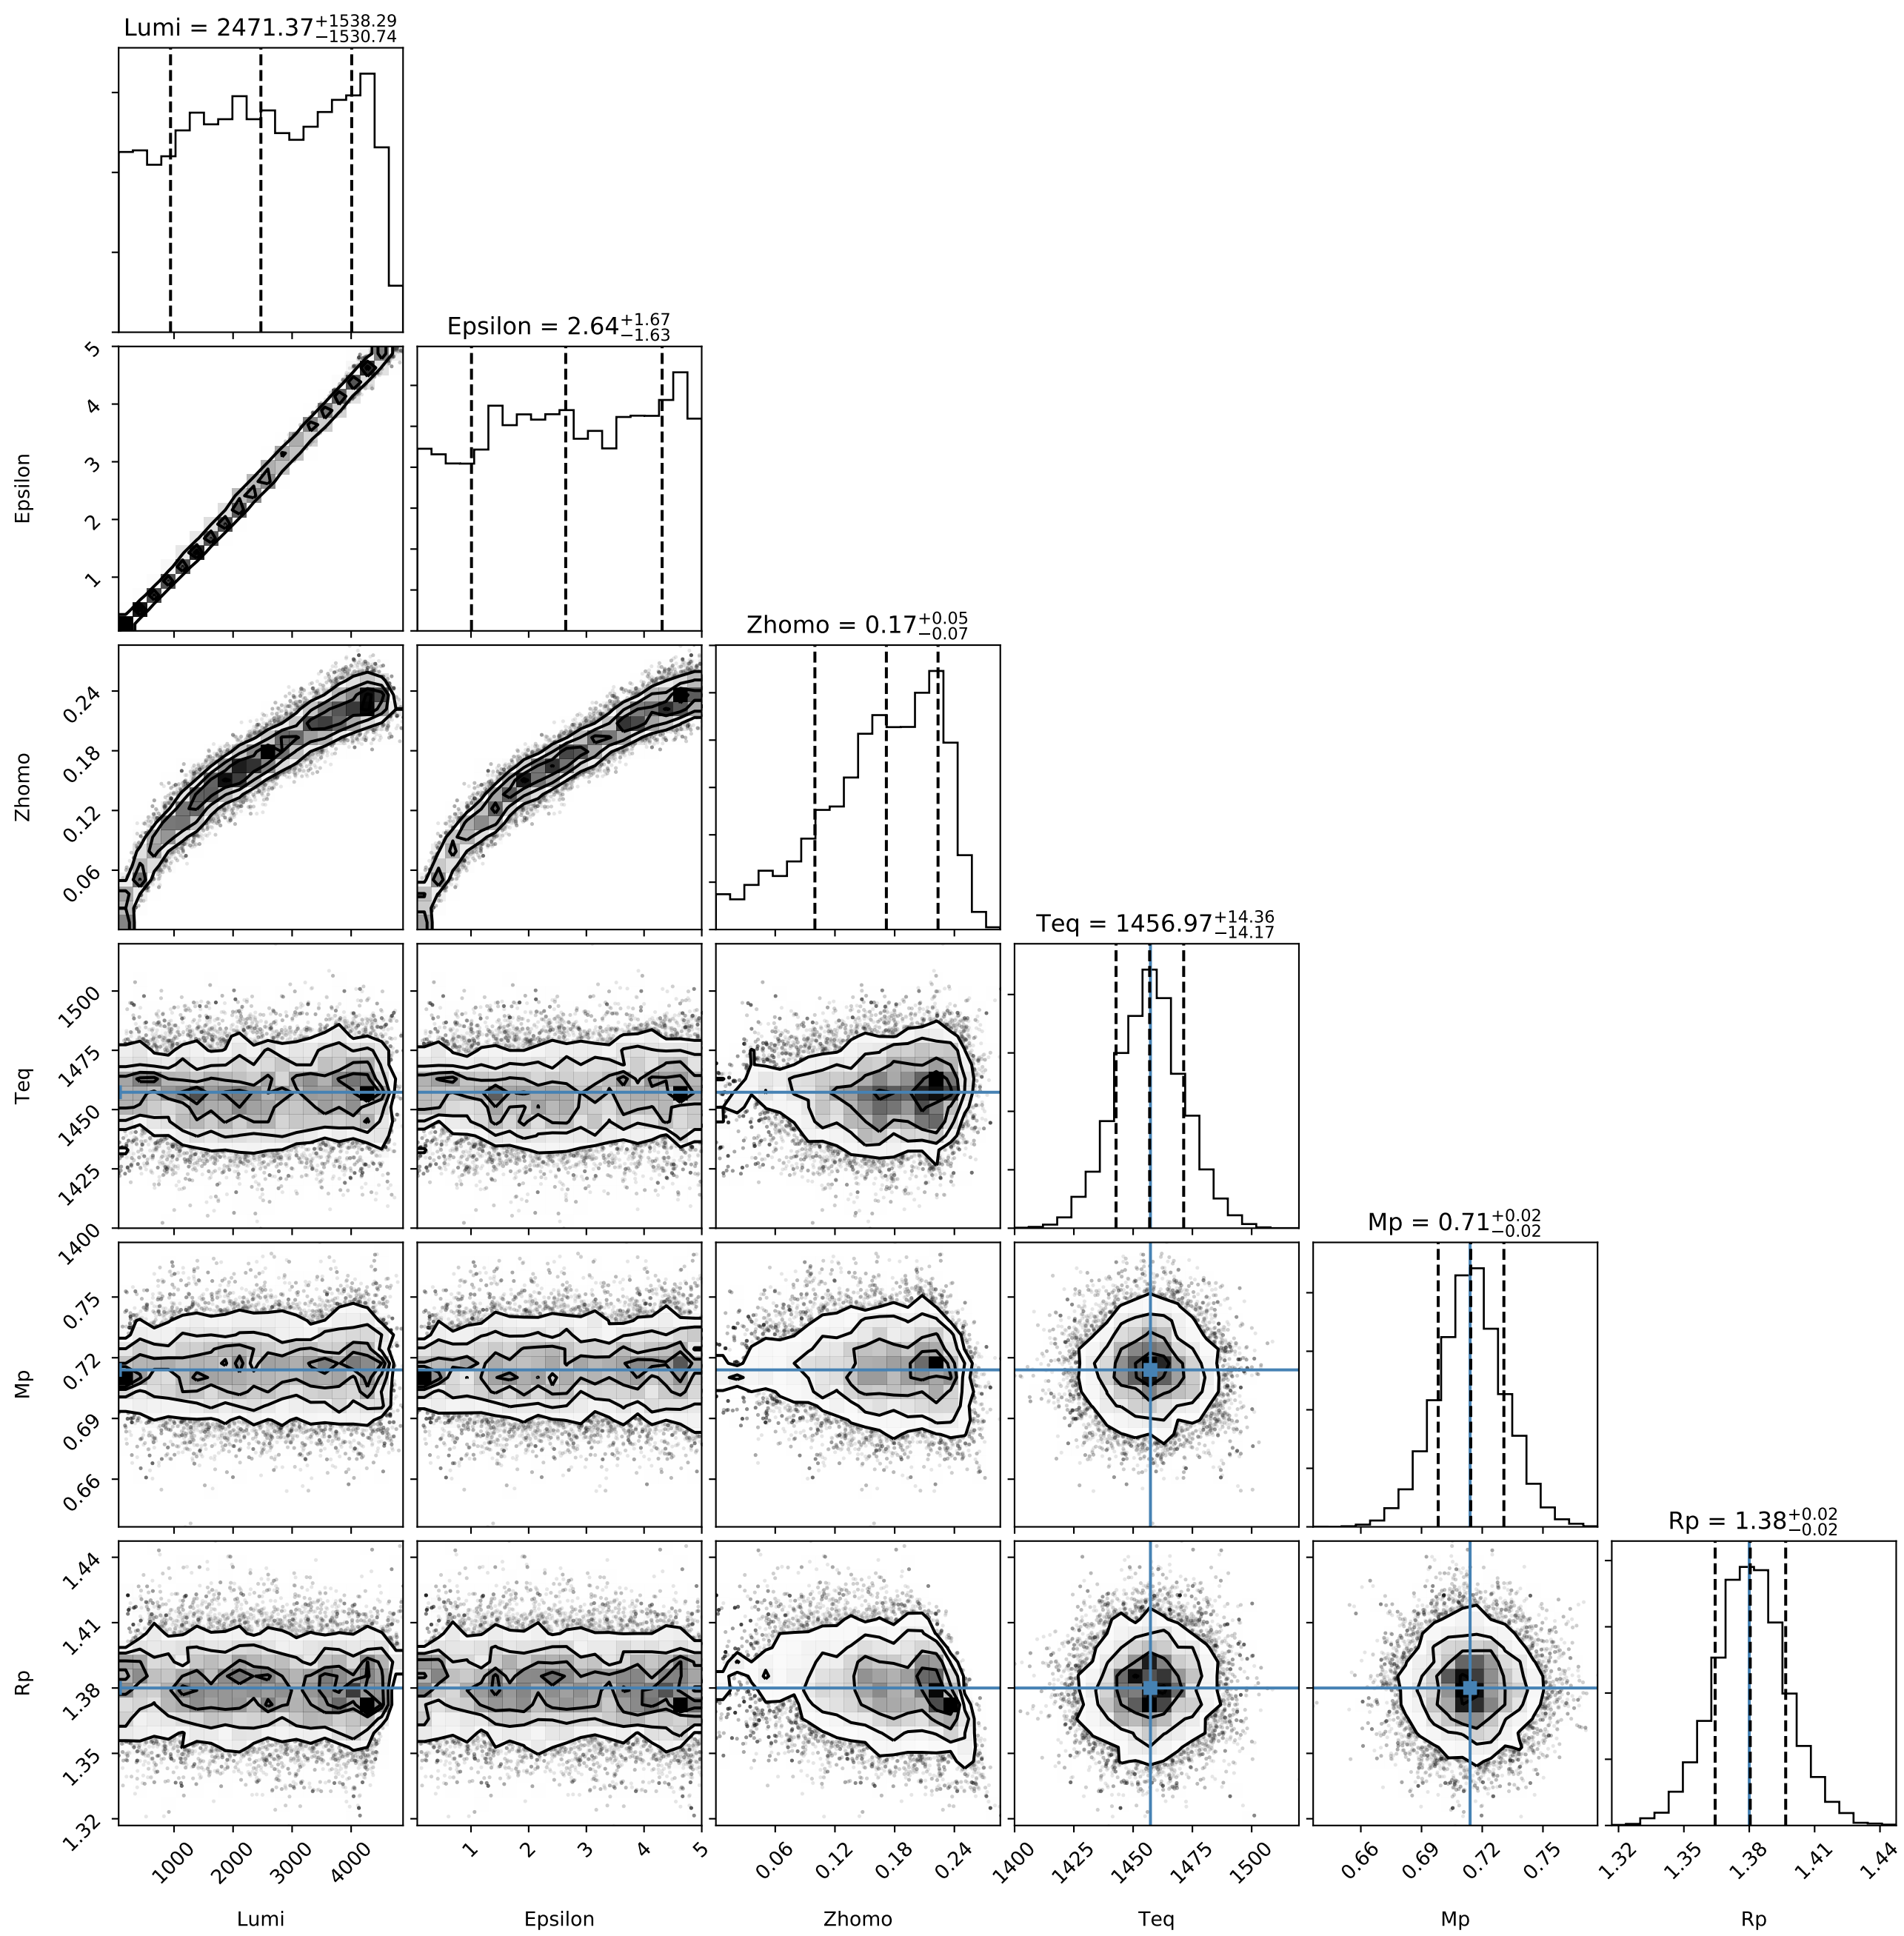 Lumi = 2471.37+1538.29 −1530.74
Epsilon = 2.64+1.67 −1.63
5
4
3
2
1
Epsilon
Zhomo = 0.17+0.05 −0.07
0.24
0.18
0.12
0.06
Zhomo
Teq = 1456.97+14.36 −14.17
1500
1475
1450
1425
1400
Teq
Mp = 0.71+0.02 −0.02
0.75
0.72
0.69
0.66
Mp
Rp = 1.38+0.02 −0.02
1.44
1.41
1.38
1.35
1.32
Rp
1000 2000 3000 4000
1 2 3 4 5
0.06 0.12 0.18 0.24
1400 1425 1450 1475 1500
0.66 0.69 0.72 0.75
1.32 1.35 1.38 1.41 1.44
Lumi Epsilon Zhomo Teq Mp Rp